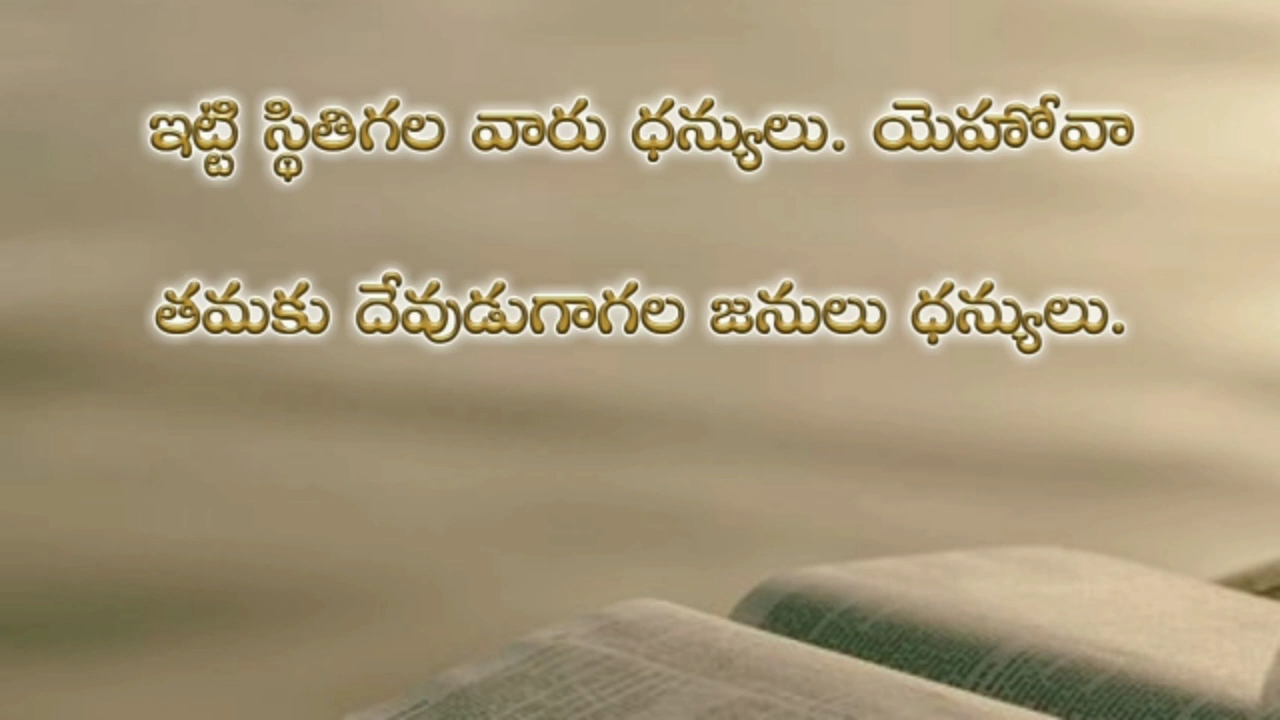 ఇట్టి స్థితిగల వారు ధన్యులు. యెహోవా
తమకు దేవుడుగాగల జనులు ధన్యులు.